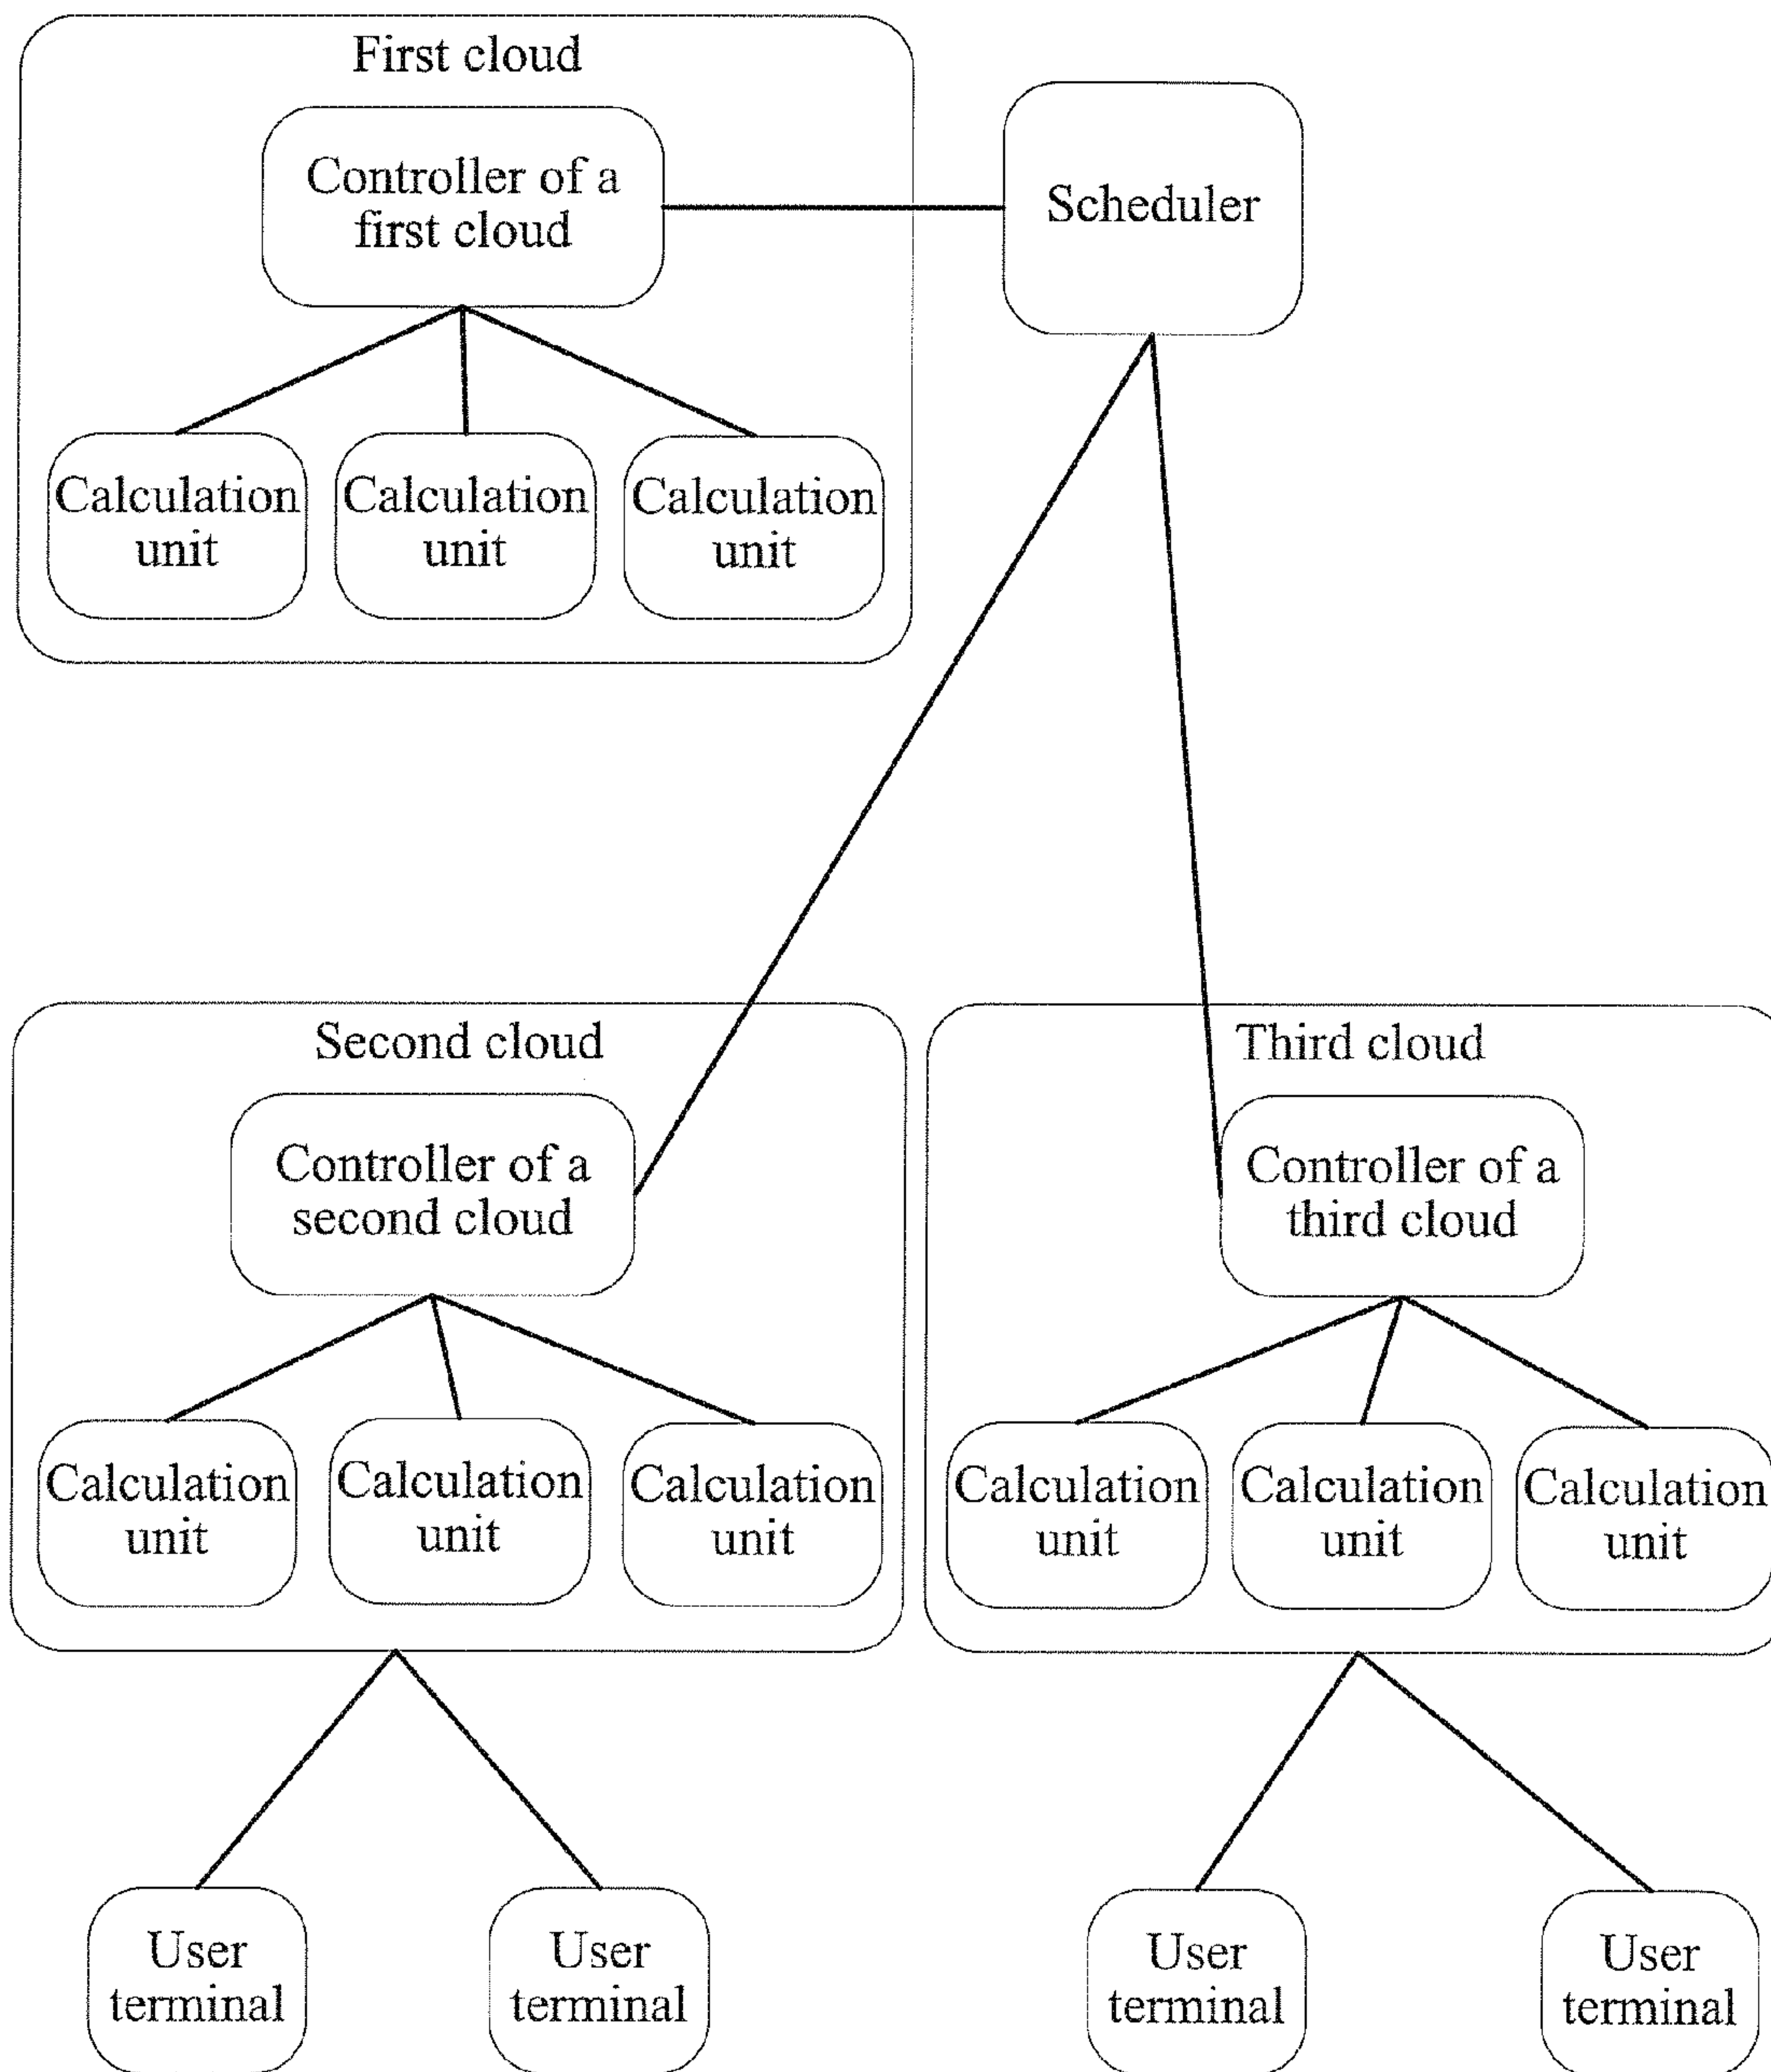 First cloud
Controller of a
first cloud
Scheduler
Calculation
unit
Calculation
unit
Calculation
unit
Second cloud
Controller of a
second cloud
Calculation
unit
Calculation
unit
Calculation
unit
Third cloud
Controller of a
third cloud
Calculation
unit
Calculation
unit
Calculation
unit
User
terminal
User
terminal
User
terminal
User
terminal